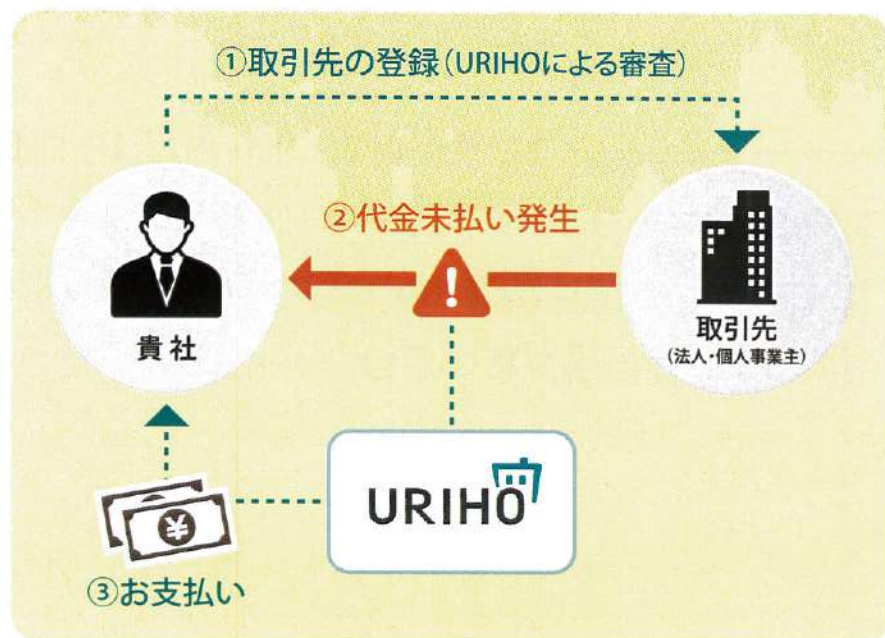 ①取引先の登録(URIHOによる審査)
②代金未払い発生
貴社
取引先
(法人・個人事業主)
URIHO
¥
③お支払い